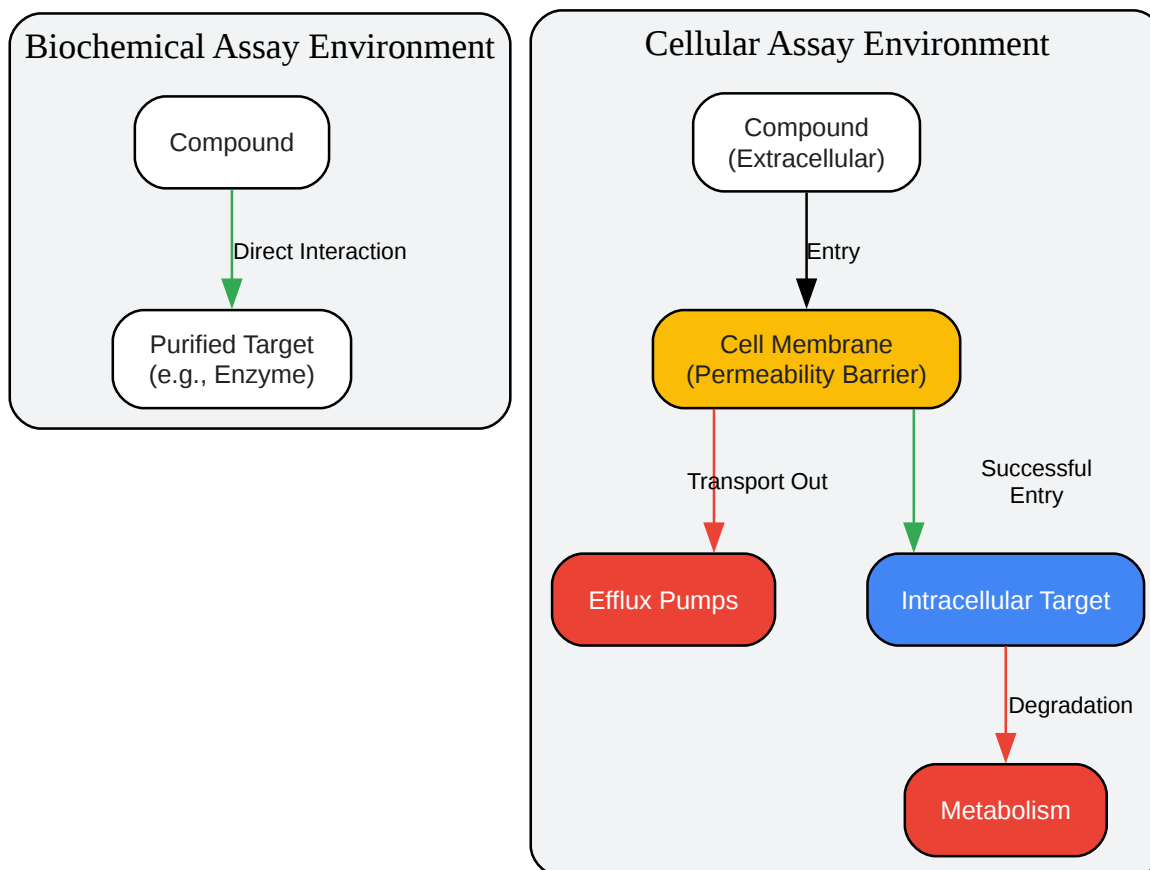 Biochemical Assay Environment
Compound
Direct Interaction
Purified Target
(e.g., Enzyme)
Cellular Assay Environment
Compound
(Extracellular)
Entry
Cell Membrane
(Permeability Barrier)
Transport Out
Successful
Entry
Efflux Pumps
Intracellular Target
Degradation
Metabolism